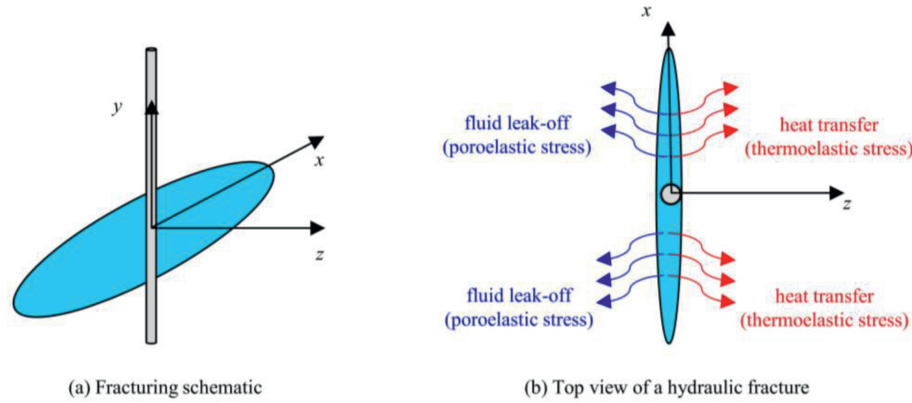 y
x
z
(a) Fracturing schematic
x
fluid leak-off
(poroelastic stress)
heat transfer
(thermoelastic stress)
z
fluid leak-off
(poroelastic stress)
heat transfer
(thermoelastic stress)
(b) Top view of a hydraulic fracture